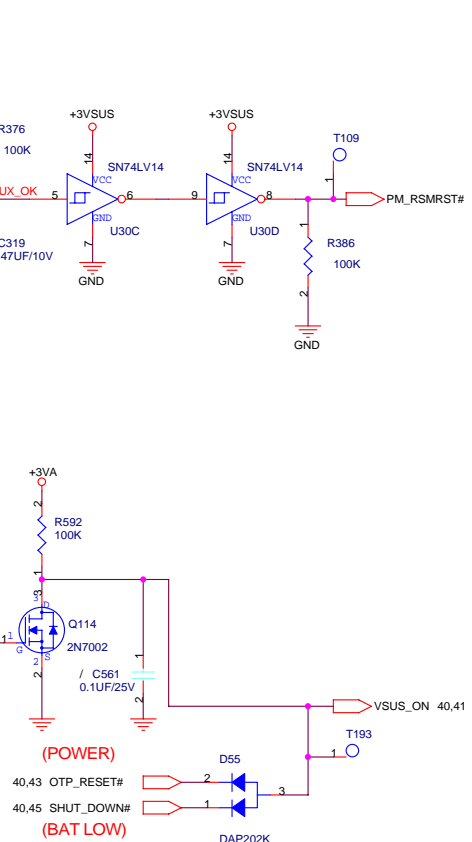 +3VSUS
+3VSUS
R376
100K
14
SN74LV14
VCC
14
SN74LV14
VCC
T109
1
UX_OK
5
6
9
8
PM_RSMRST#
GND
GND
C319
47UF/10V
7
U30C
7
U30D
1
R386
100K
2
GND
GND
GND
+3VA
2
R592
100K
1
3
3
D
Q114
1
1
G
2N7002
2
S
2
1
/ C561
0.1UF/25V
2
VSUS_ON 40,41
T193
1
(POWER)
D55
40,43 OTP_RESET#
2
3
40,45 SHUT_DOWN#
1
(BAT LOW)
DAP202K